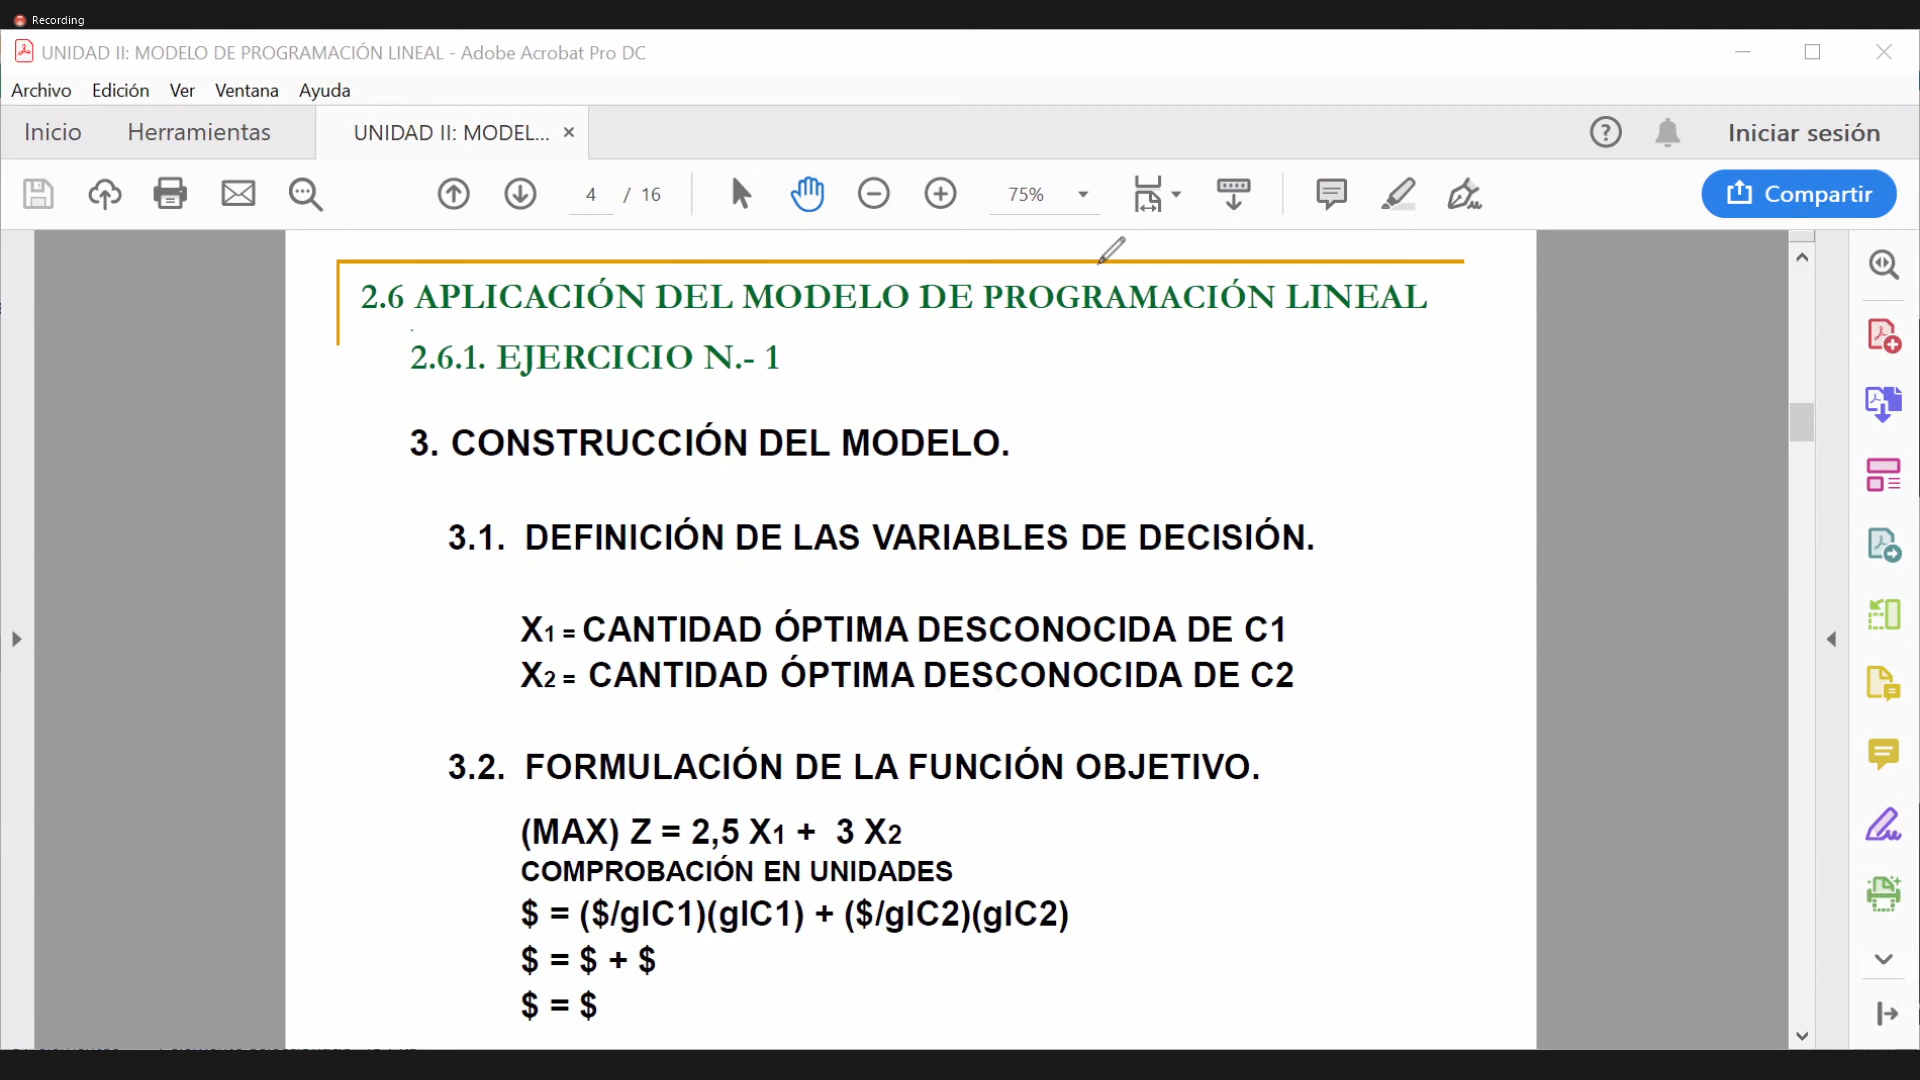 Recording
UNIDAD II: MODELO DE PROGRAMACIÓN LINEAL - Adobe Acrobat Pro DC
Archivo Edición Ver Ventana Ayuda
Inicio Herramientas UNIDAD II: MODEL... × Iniciar sesión
4 / 16 75% Compartir
2.6 APLICACIÓN DEL MODELO DE PROGRAMACIÓN LINEAL
2.6.1. EJERCICIO N.- 1
3. CONSTRUCCIÓN DEL MODELO.
3.1. DEFINICIÓN DE LAS VARIABLES DE DECISIÓN.
X1 = CANTIDAD ÓPTIMA DESCONOCIDA DE C1
X2 = CANTIDAD ÓPTIMA DESCONOCIDA DE C2
3.2. FORMULACIÓN DE LA FUNCIÓN OBJETIVO.
(MAX) Z = 2,5 X1 + 3 X2
COMPROBACIÓN EN UNIDADES
$ = ($/glC1)(glC1) + ($/glC2)(glC2)
$ = $ + $
$ = $